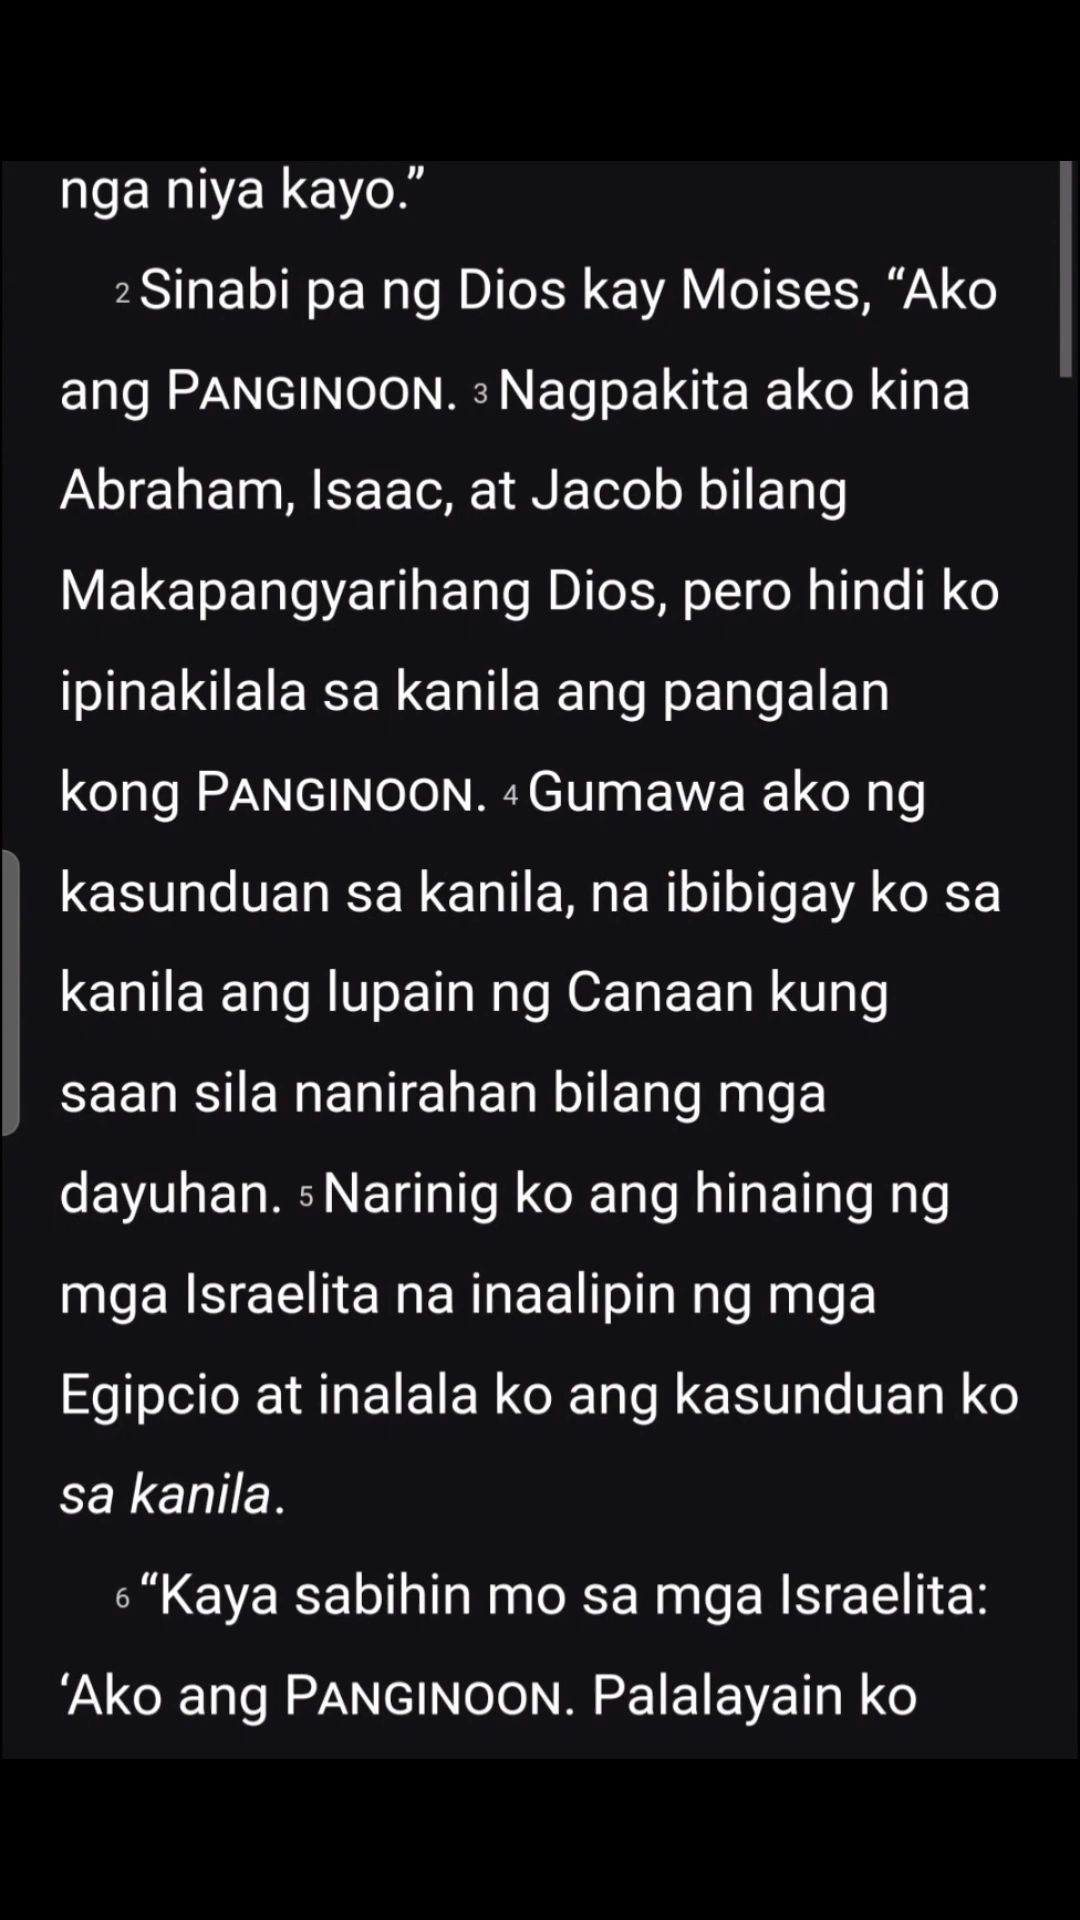 nga niya kayo.”
2 Sinabi pa ng Dios kay Moises, “Ako
ang PANGINOON. 3 Nagpakita ako kina
Abraham, Isaac, at Jacob bilang
Makapangyarihang Dios, pero hindi ko
ipinakilala sa kanila ang pangalan
kong PANGINOON. 4 Gumawa ako ng
kasunduan sa kanila, na ibibigay ko sa
kanila ang lupain ng Canaan kung
saan sila nanirahan bilang mga
dayuhan. 5 Narinig ko ang hinaing ng
mga Israelita na inaalipin ng mga
Egipcio at inalala ko ang kasunduan ko
sa kanila.
6 “Kaya sabihin mo sa mga Israelita:
‘Ako ang PANGINOON. Palalayain ko